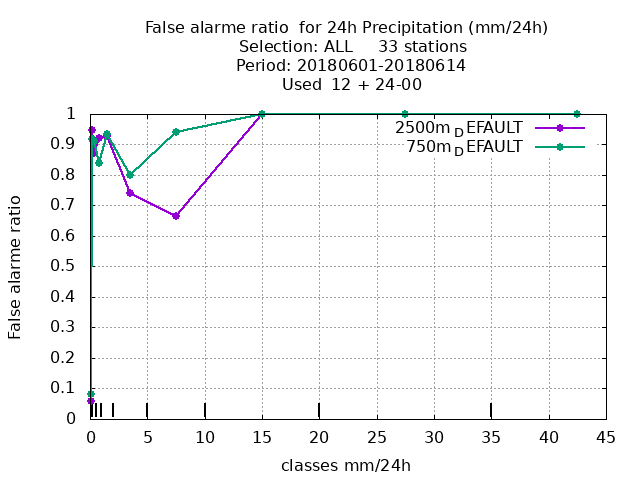 False alarme ratio  for 24h Precipitation (mm/24h)
Selection: ALL     33 stations
Period: 20180601-20180614
Used  12 + 24-00
1
0.9
0.8
0.7
0.6
0.5
0.4
0.3
0.2
0.1
0
False alarme ratio
2500m_DEFAULT
750m_DEFAULT
0 5 10 15 20 25 30 35 40 45
classes mm/24h